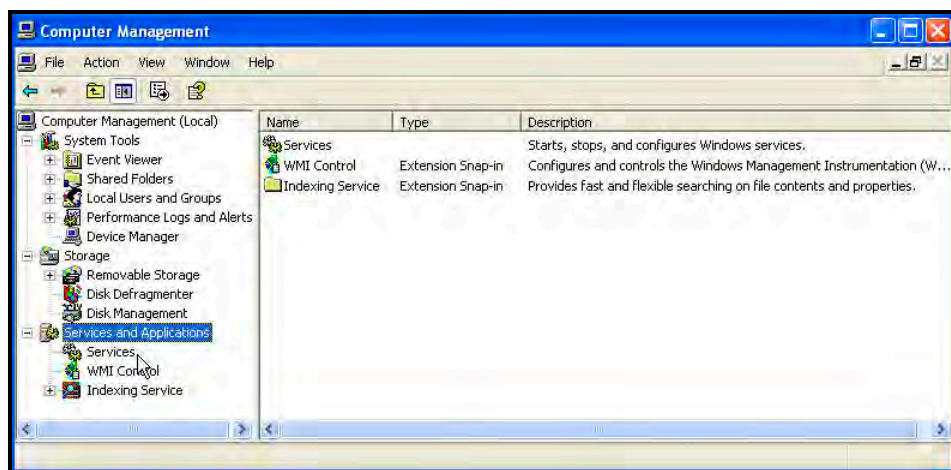 Computer Management
File Action View Window Help
Computer Management (Local)
System Tools
Event Viewer
Shared Folders
Local Users and Groups
Performance Logs and Alerts
Device Manager
Storage
Removable Storage
Disk Defragmenter
Disk Management
Services and Applications
Services
WMI Control
Indexing Service
Name Type Description
Services Starts, stops, and configures Windows services.
WMI Control Extension Snap-in Configures and controls the Windows Management Instrumentation (W...
Indexing Service Extension Snap-in Provides fast and flexible searching on file contents and properties.